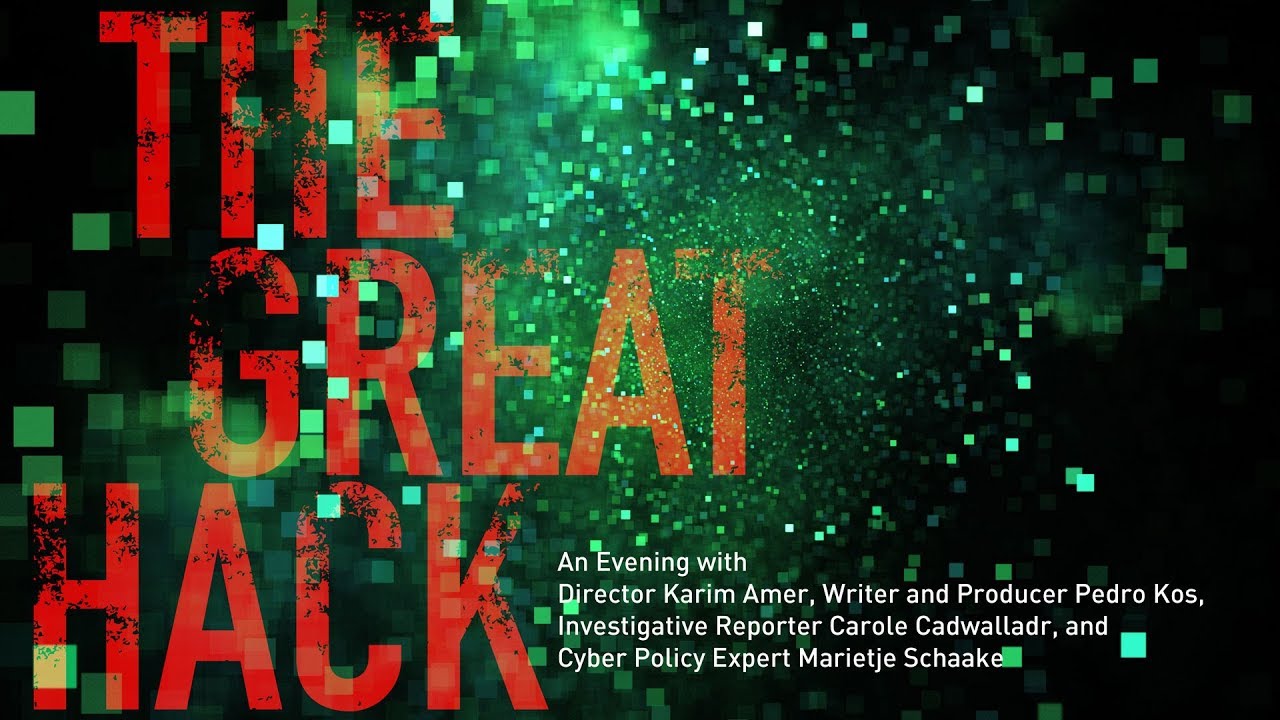 THE
GREAT
HACK
An Evening with
Director Karim Amer, Writer and Producer Pedro Kos,
Investigative Reporter Carole Cadwalladr, and
Cyber Policy Expert Marietje Schaake